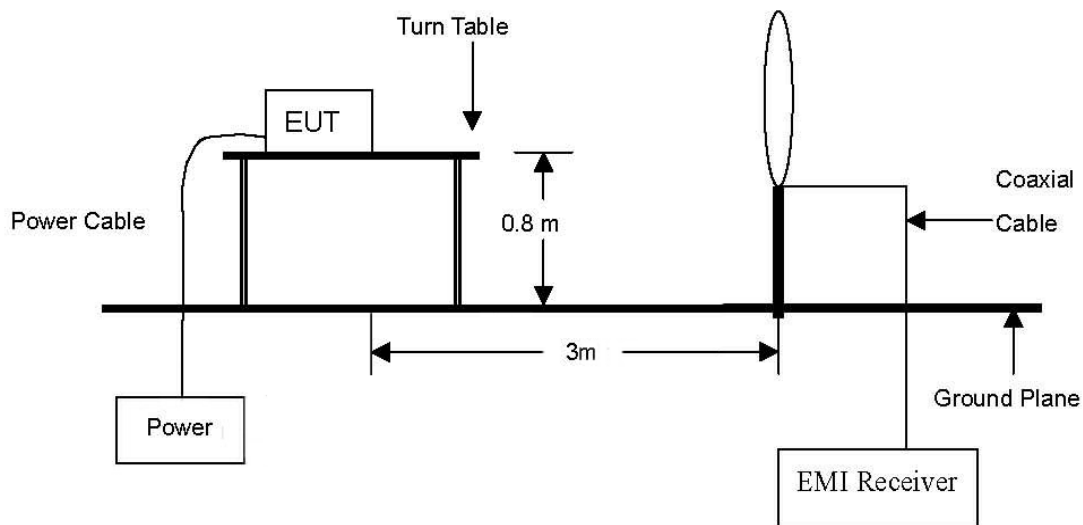 Turn Table
EUT
Coaxial
Cable
Power Cable
0.8 m
3m
Ground Plane
Power
EMI Receiver